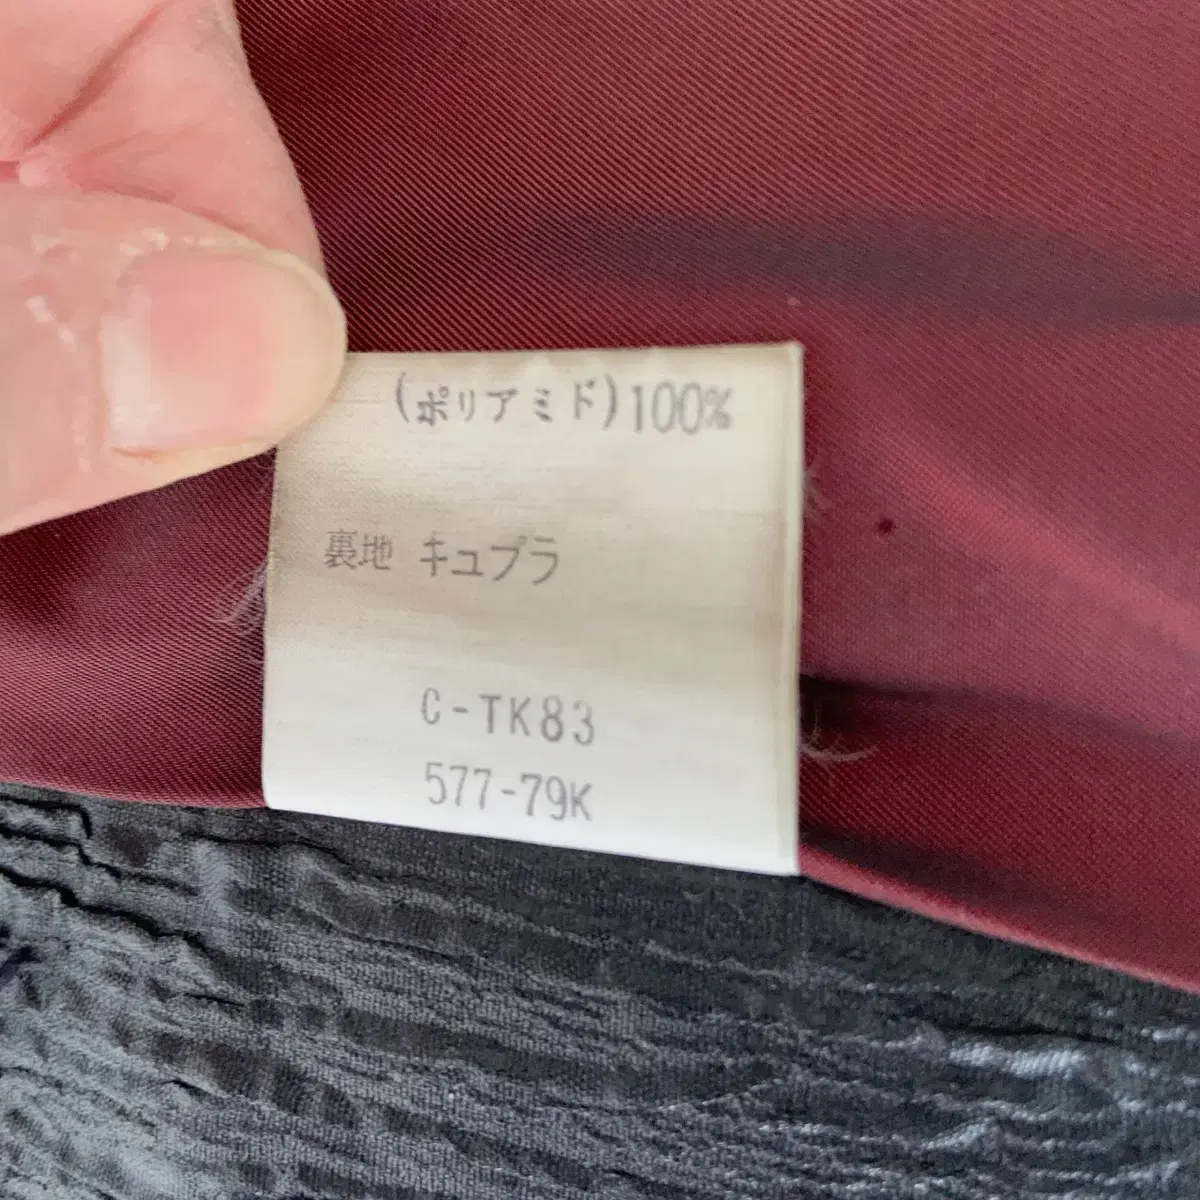 (ポリアミド)100%
裏地 キュプラ
C-TK83
577-79K